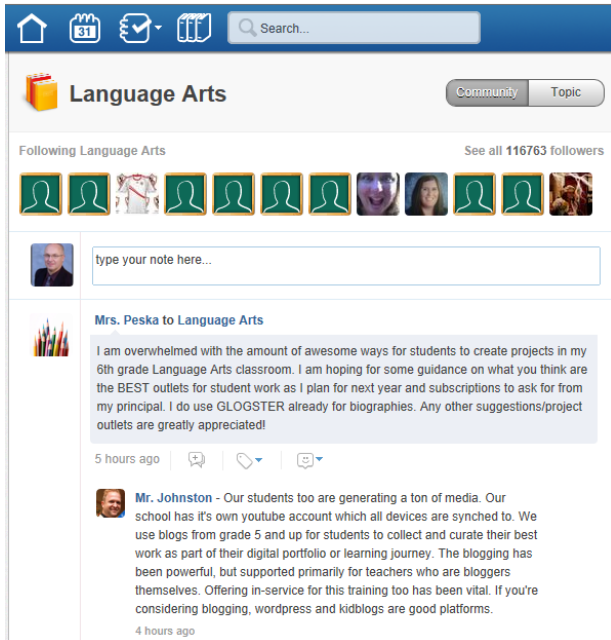 31
Search...
Language Arts
Community
Topic
Following Language Arts
See all 116763 followers
type your note here...
Mrs. Peska to Language Arts
I am overwhelmed with the amount of awesome ways for students to create projects in my
6th grade Language Arts classroom. I am hoping for some guidance on what you think are
the BEST outlets for student work as I plan for next year and subscriptions to ask for from
my principal. I do use GLOGSTER already for biographies. Any other suggestions/project
outlets are greatly appreciated!
5 hours ago
Mr. Johnston - Our students too are generating a ton of media. Our
school has it's own youtube account which all devices are synched to. We
use blogs from grade 5 and up for students to collect and curate their best
work as part of their digital portfolio or learning journey. The blogging has
been powerful, but supported primarily for teachers who are bloggers
themselves. Offering in-service for this training too has been vital. If you're
considering blogging, wordpress and kidblogs are good platforms.
4 hours ago